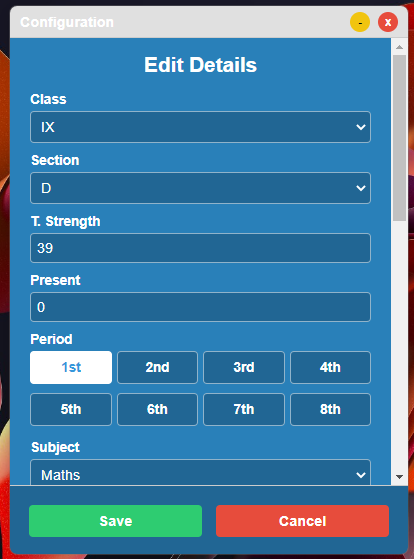 Configuration - x
Edit Details
Class
IX
Section
D
T. Strength
39
Present
0
Period
1st 2nd 3rd 4th
5th 6th 7th 8th
Subject
Maths
Save Cancel